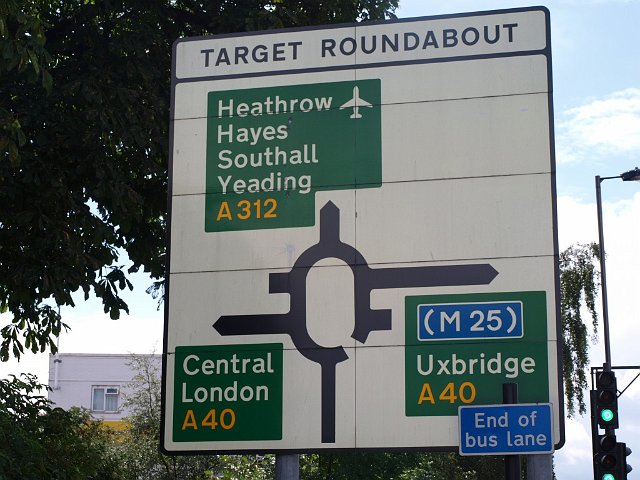 TARGET ROUNDABOUT
Heathrow
Hayes
Southall
Yeading
A312
(M 25)
Uxbridge
A40
Central
London
A40
End of
bus lane